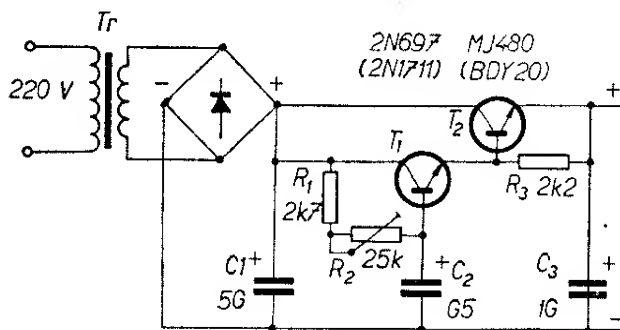 Tr
2N697 MJ480
(2N1711) (BDY20)
220 V
-
+
+
T2
T1
R1
2k7
R3 2k2
25k
R2
C1 +
5G
+ C2
G5
C3 +
1G
-